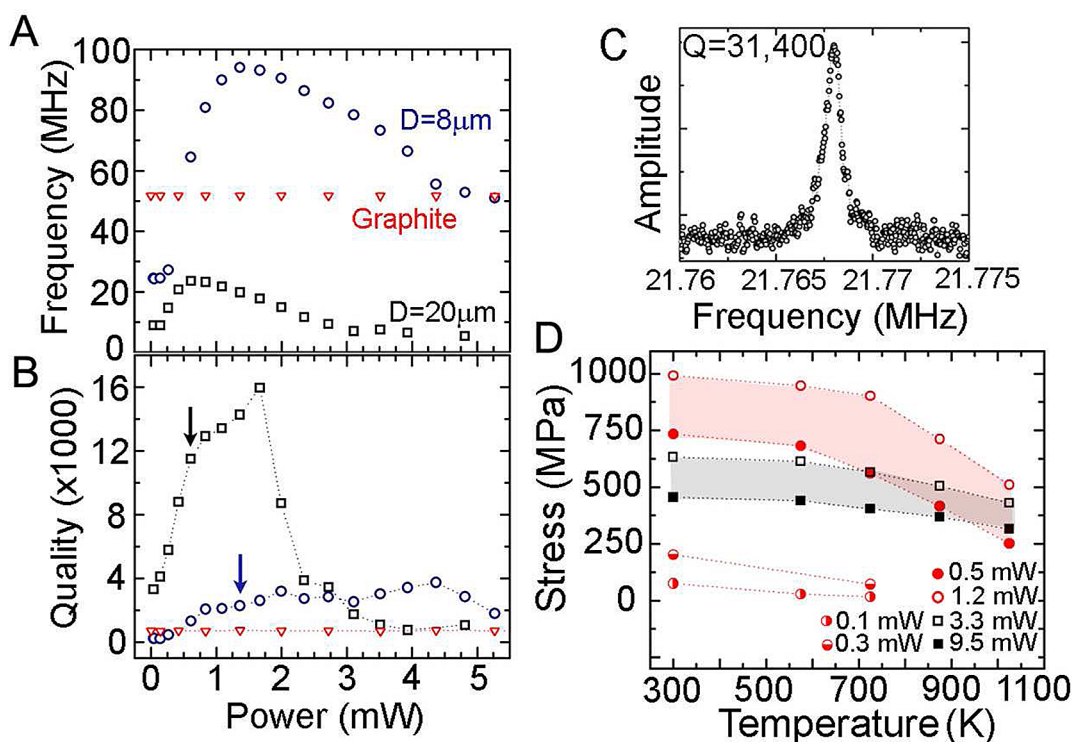 A
Frequency (MHz)
100
80
60
40
20
0
D=8μm
Graphite
D=20μm
B
Quality (x1000)
16
12
8
4
0
0 1 2 3 4 5
Power (mW)
C
Q=31,400
Amplitude
21.76 21.765 21.77 21.775
Frequency (MHz)
D
Stress (MPa)
1000
750
500
250
0
0.5 mW
1.2 mW
0.1 mW
3.3 mW
0.3 mW
9.5 mW
300 500 700 900 1100
Temperature (K)